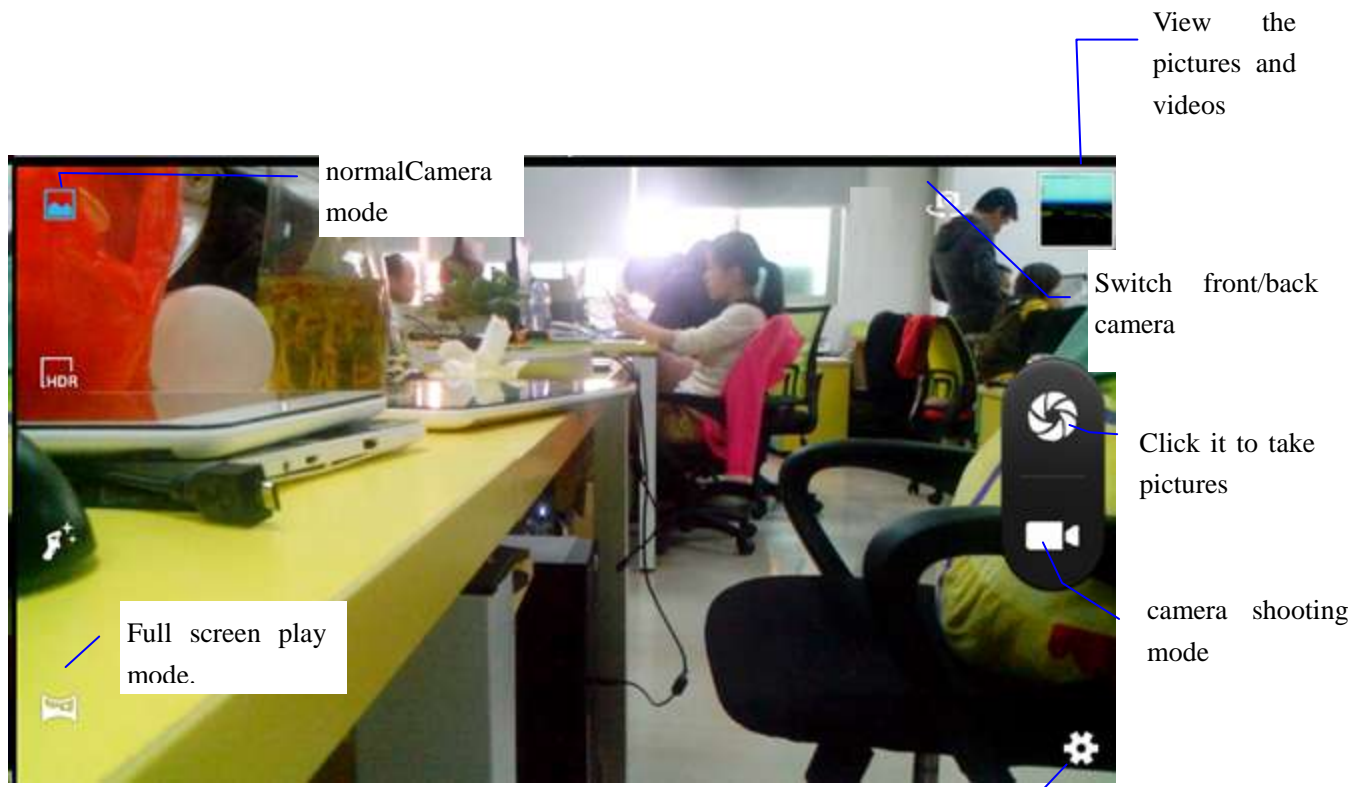 View the
pictures and
videos
normalCamera
mode
Switch front/back
camera
HDR
Click it to take
pictures
camera shooting
mode
Full screen play
mode.